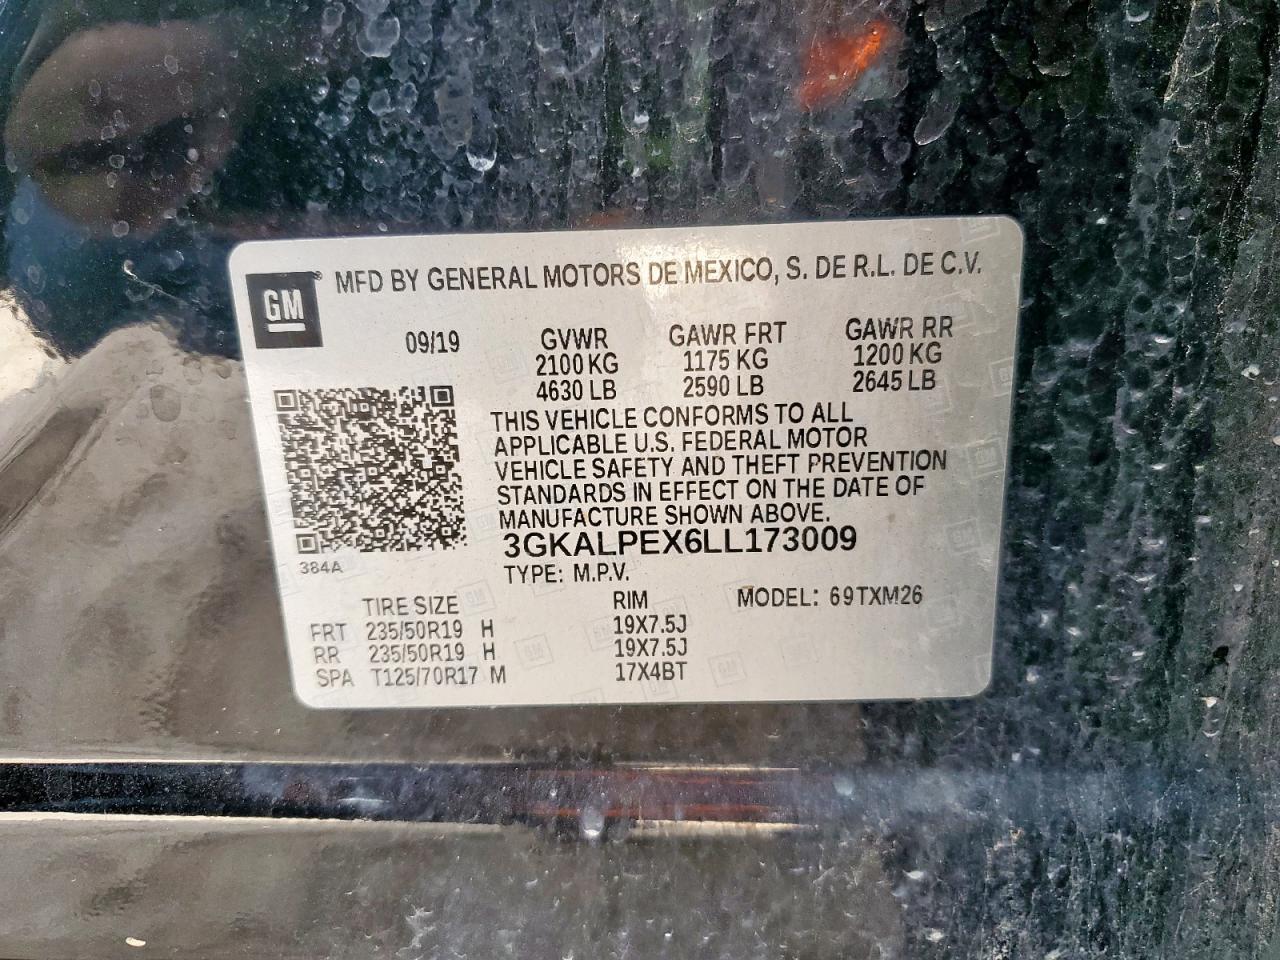 GM
MFD BY GENERAL MOTORS DE MEXICO, S. DE R.L. DE C.V.
09/19 GVWR GAWR FRT GAWR RR
2100 KG 1175 KG 1200 KG
4630 LB 2590 LB 2645 LB
THIS VEHICLE CONFORMS TO ALL
APPLICABLE U.S. FEDERAL MOTOR
VEHICLE SAFETY AND THEFT PREVENTION
STANDARDS IN EFFECT ON THE DATE OF
MANUFACTURE SHOWN ABOVE.
3GKALPEX6LL173009
384A
TYPE: M.P.V.
TIRE SIZE RIM MODEL: 69TXM26
FRT 235/50R19 H 19X7.5J
RR 235/50R19 H 19X7.5J
SPA T125/70R17 M 17X4BT